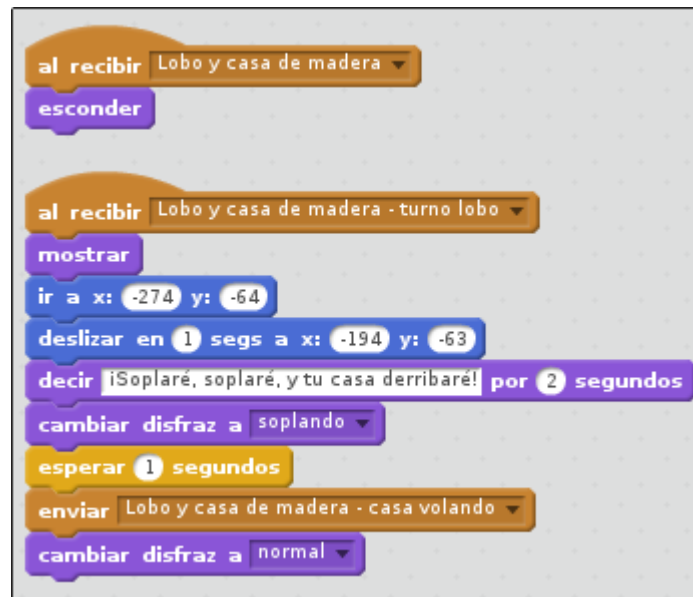 al recibir Lobo y casa de madera
esconder
al recibir Lobo y casa de madera - turno lobo
mostrar
ir a x: -274 y: -64
deslizar en 1 segs a x: -194 y: -63
decir ¡Soplaré, soplaré, y tu casa derribaré! por 2 segundos
cambiar disfraz a soplando
esperar 1 segundos
enviar Lobo y casa de madera - casa volando
cambiar disfraz a normal